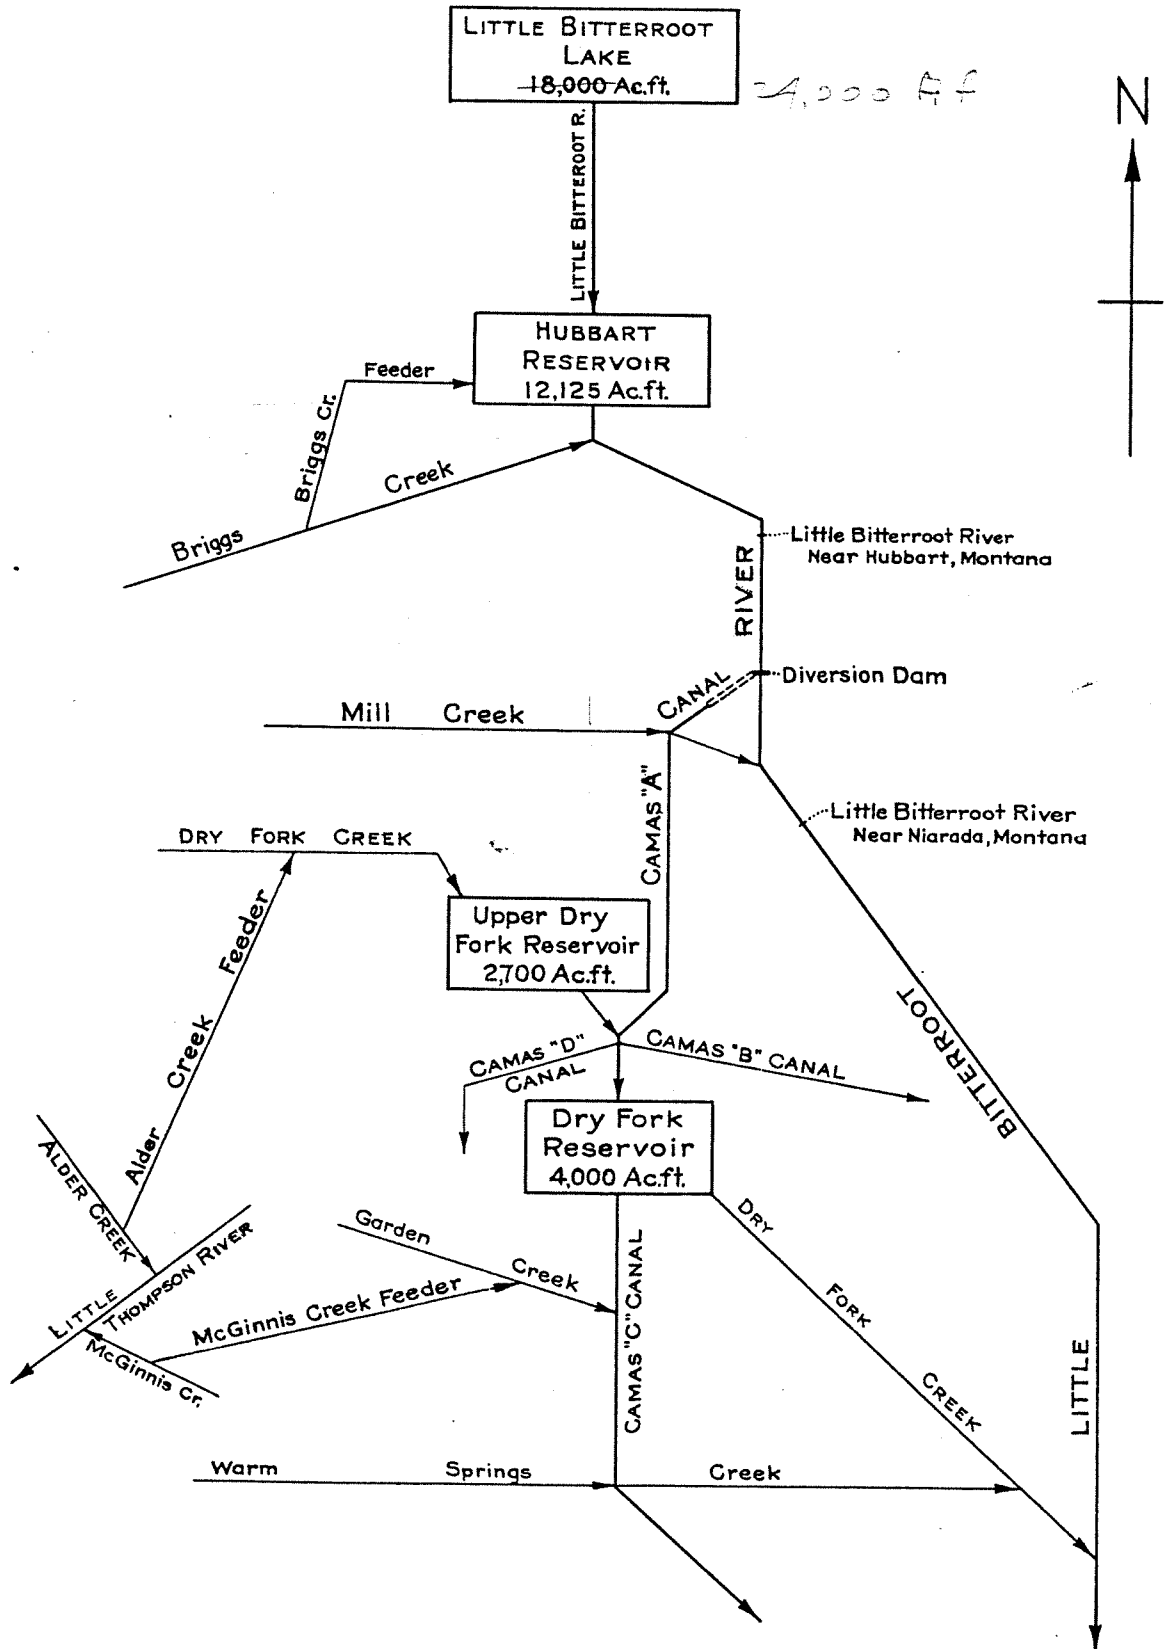 LITTLE BITTERROOT
LAKE
18,000 Ac.ft.
N
LITTLE BITTEROOT R.
HUBBART
RESERVOIR
12,125 Ac.ft.
Feeder
Briggs Cr.
Briggs Creek
Little Bitterroot River
Near Hubbart, Montana
RIVER
Diversion Dam
CANAL
Mill Creek
CAMAS "A"
Little Bitterroot River
Near Niarada, Montana
DRY FORK CREEK
Upper Dry
Fork Reservoir
2,700 Ac.ft.
Alder Creek Feeder
BITTERROOT
CAMAS "D"
CANAL
CAMAS "B" CANAL
Dry Fork
Reservoir
4,000 Ac.ft.
ALDER CREEK
DRY FORK CREEK
Garden Creek
LITTLE
THOMPSON RIVER
McGinnis Creek Feeder
McGinnis Cr.
CAMAS "C" CANAL
LITTLE
Warm Springs Creek